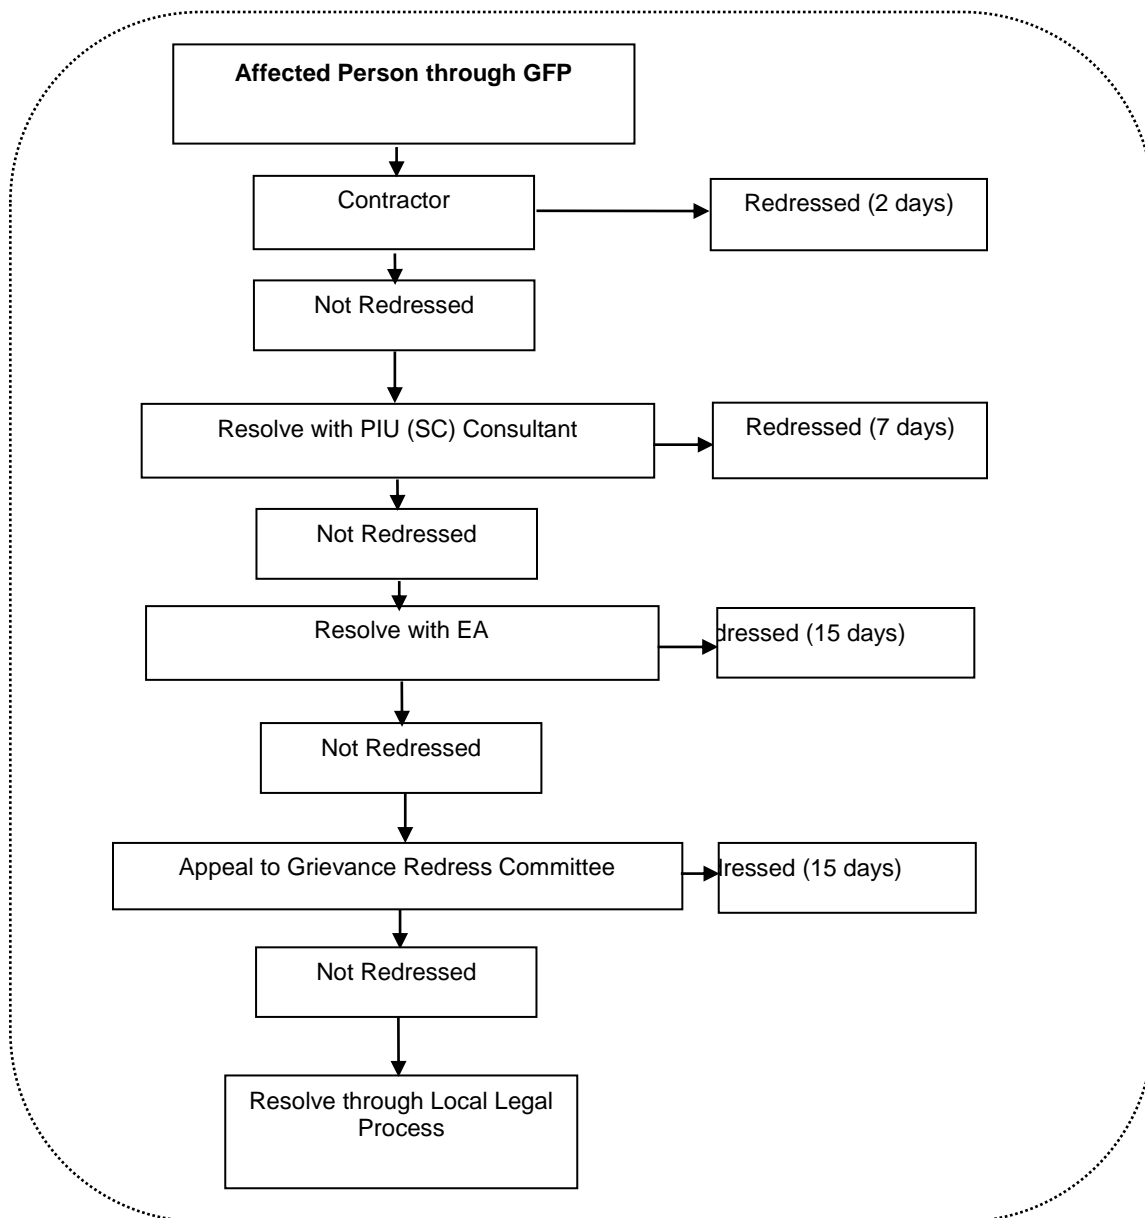 Affected Person through GFP
Contractor
Redressed (2 days)
Not Redressed
Resolve with PIU (SC) Consultant
Redressed (7 days)
Not Redressed
Resolve with EA
dressed (15 days)
Not Redressed
Appeal to Grievance Redress Committee
dressed (15 days)
Not Redressed
Resolve through Local Legal
Process